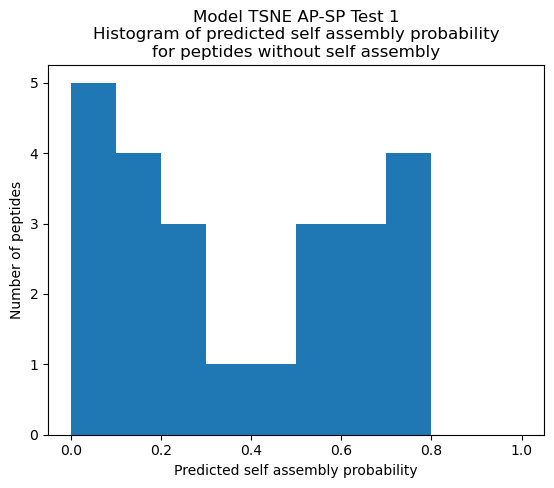 Model TSNE AP-SP Test 1
Histogram of predicted self assembly probability
for peptides without self assembly
Number of peptides
5
4
3
2
1
0
0.0 0.2 0.4 0.6 0.8 1.0
Predicted self assembly probability